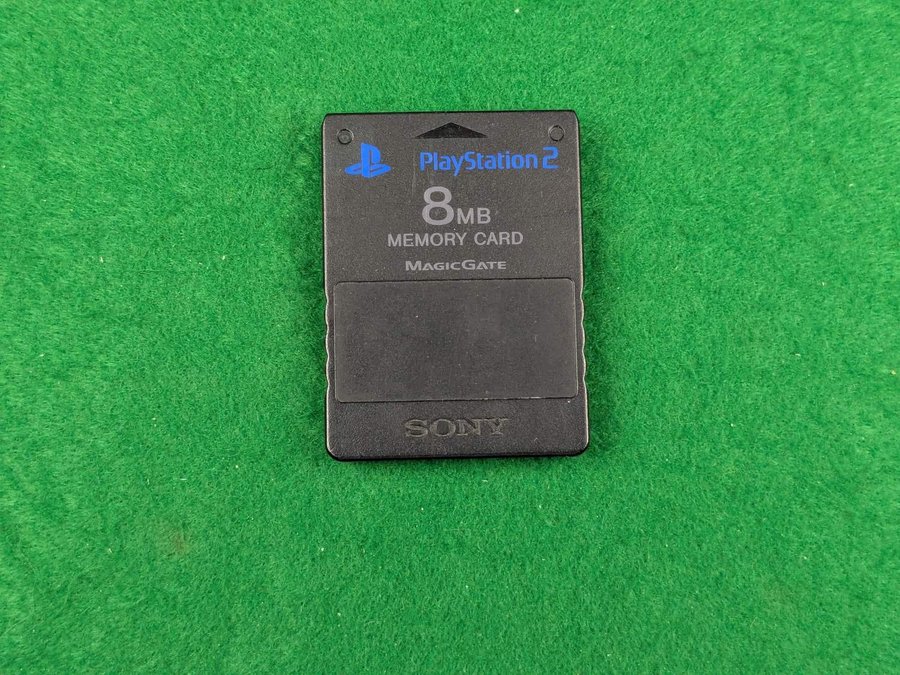 PlayStation 2
8MB
MEMORY CARD
MAGICGATE
SONY